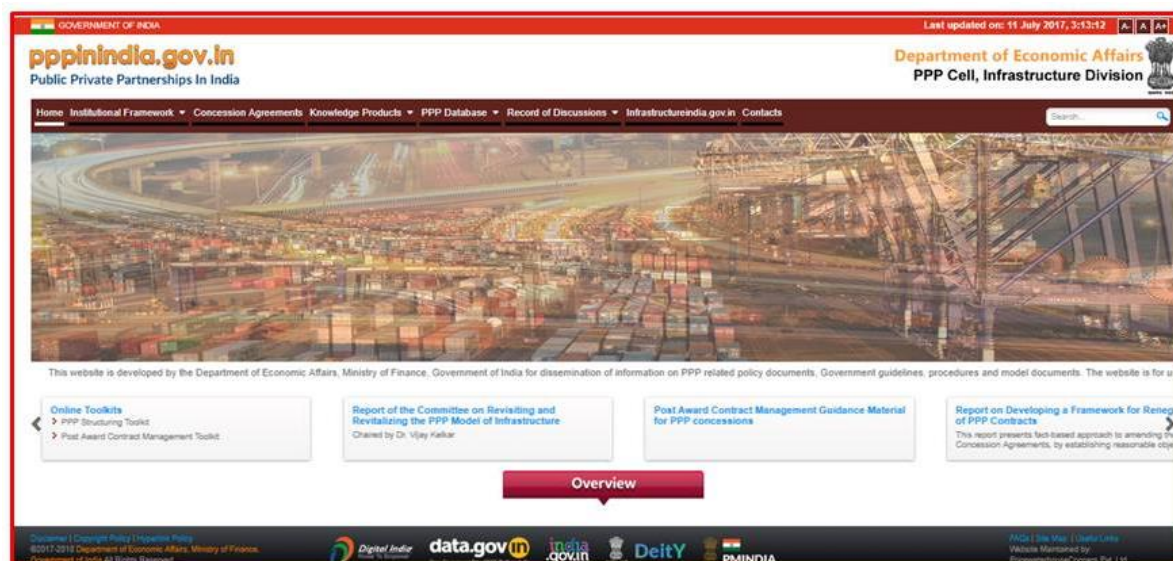 GOVERNMENT OF INDIA
Last updated on: 11 July 2017, 3:13:12 A- A A+
pppinindia.gov.in
Public Private Partnerships In India
Department of Economic Affairs
PPP Cell, Infrastructure Division
Home Institutional Framework Concession Agreements Knowledge Products PPP Database Record of Discussions Infrastructureindia.gov.in Contacts
Search...
This website is developed by the Department of Economic Affairs, Ministry of Finance, Government of India for dissemination of information on PPP related policy documents, Government guidelines, procedures and model documents. The website is for u
Online Toolkits
PPP Structuring Toolkit
Post Award Contract Management Toolkit
Report of the Committee on Revisiting and
Revitalizing the PPP Model of Infrastructure
Chaired by Dr. Vijay Kelkar
Post Award Contract Management Guidance Material
for PPP concessions
Report on Developing a Framework for Reneg
of PPP Contracts
This report presents fact-based approach to amending the
Concession Agreements, by establishing reasonable obje
Overview
Disclaimer | Copyright Policy | Hyperlink Policy
©2017-2018 Department of Economic Affairs, Ministry of Finance,
Government of India All Rights Reserved
Digital India
data.gov in
india
.gov.in
DeitY
PMINDIA
FAQs | Site Map | Useful Links
Website Maintained by:
PricewaterhouseCoopers Pvt. Ltd.